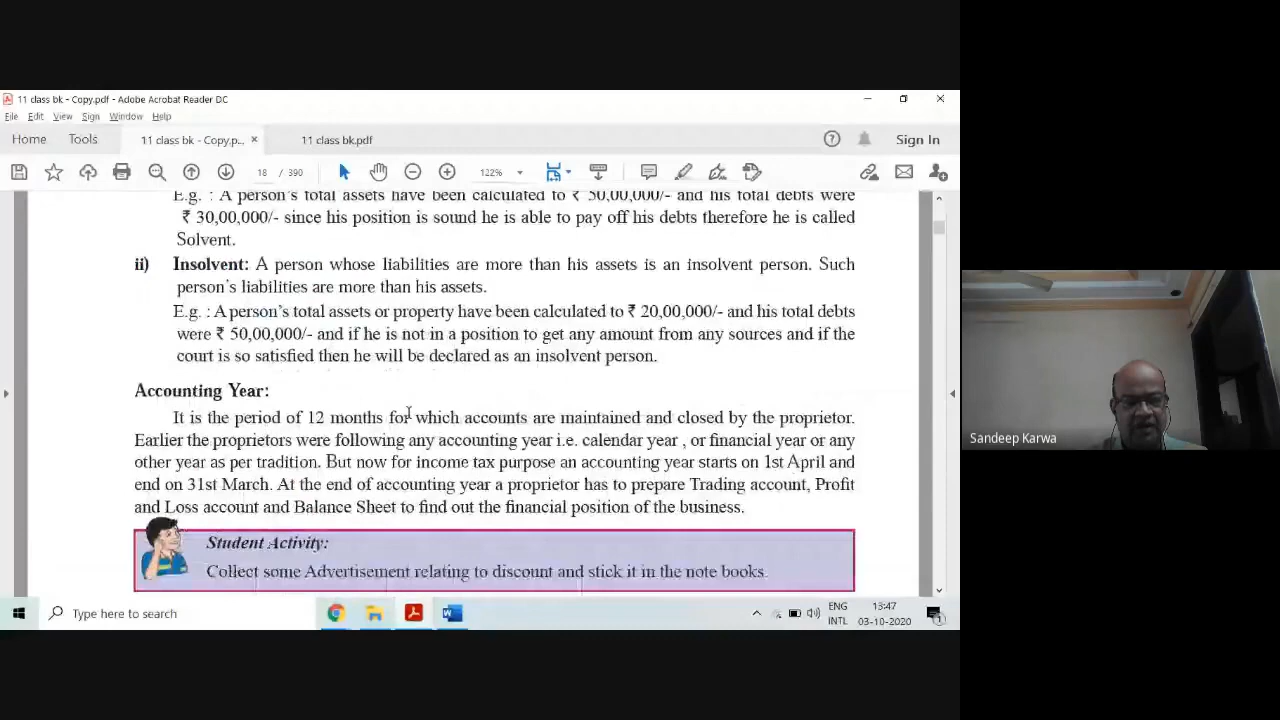 11 class bk - Copy.pdf - Adobe Acrobat Reader DC
File Edit View Sign Window Help
Home Tools 11 class bk - Copy.p... × 11 class bk.pdf Sign In
18 / 390 122%
E.g. : A person's total assets have been calculated to ₹ 50,00,000/- and his total debts were
₹ 30,00,000/- since his position is sound he is able to pay off his debts therefore he is called
Solvent.
ii) Insolvent: A person whose liabilities are more than his assets is an insolvent person. Such
person's liabilities are more than his assets.
E.g. : A person's total assets or property have been calculated to ₹ 20,00,000/- and his total debts
were ₹ 50,00,000/- and if he is not in a position to get any amount from any sources and if the
court is so satisfied then he will be declared as an insolvent person.
Accounting Year:
It is the period of 12 months for which accounts are maintained and closed by the proprietor.
Earlier the proprietors were following any accounting year i.e. calendar year , or financial year or any
other year as per tradition. But now for income tax purpose an accounting year starts on 1st April and
end on 31st March. At the end of accounting year a proprietor has to prepare Trading account, Profit
and Loss account and Balance Sheet to find out the financial position of the business.
Student Activity:
Collect some Advertisement relating to discount and stick it in the note books.
Sandeep Karwa
Type here to search
ENG 13:47
INTL 03-10-2020